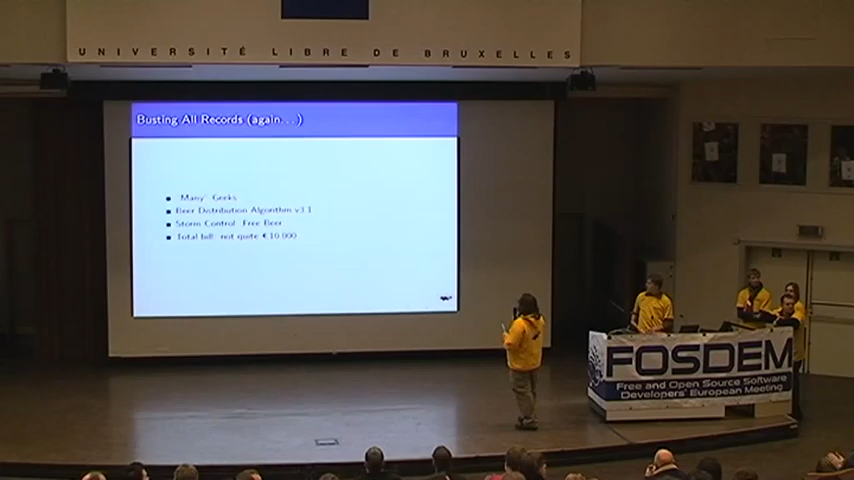 UNIVERSITÉ LIBRE DE BRUXELLES
Busting All Records (again...)
"Many" Geeks
Beer Distribution Algorithm v3.1
Storm Control: Free Beer
Total bill: not quite €10.000
FOSDEM
Free and Open Source Software
Developers' European Meeting